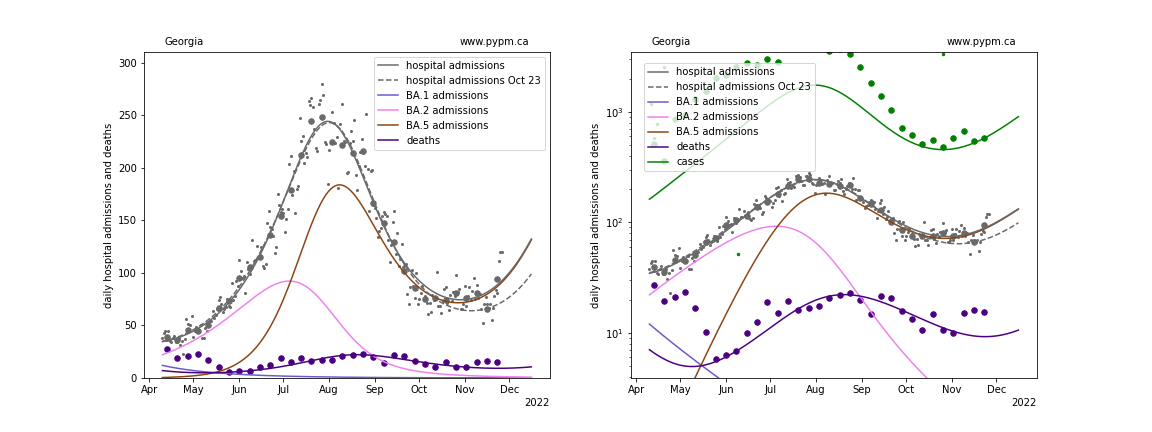 Georgia
www.pypm.ca
daily hospital admissions and deaths
300
250
200
150
100
50
0
hospital admissions
hospital admissions Oct 23
BA.1 admissions
BA.2 admissions
BA.5 admissions
deaths
Apr May Jun Jul Aug Sep Oct Nov Dec
2022
Georgia
www.pypm.ca
daily hospital admissions and deaths
10³
10²
10¹
hospital admissions
hospital admissions Oct 23
BA.1 admissions
BA.2 admissions
BA.5 admissions
deaths
cases
Apr May Jun Jul Aug Sep Oct Nov Dec
2022